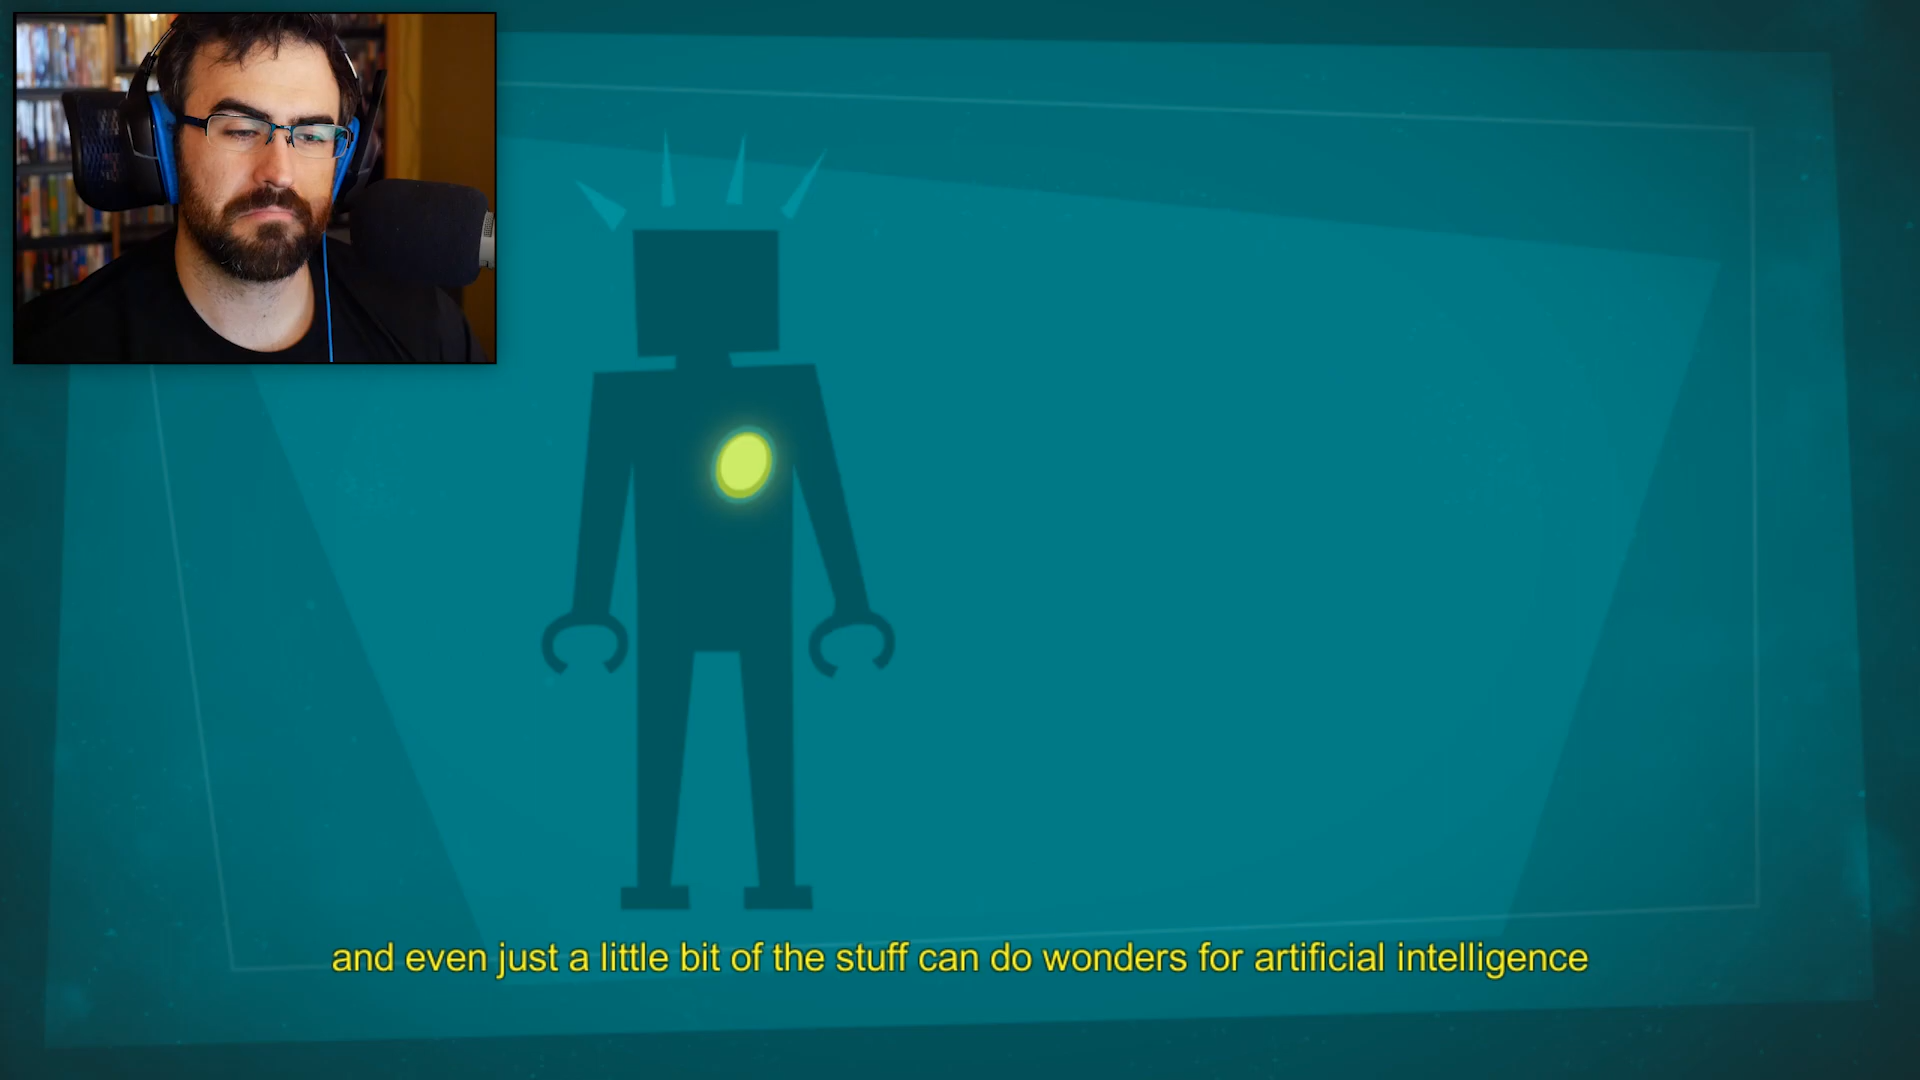 and even just a little bit of the stuff can do wonders for artificial intelligence